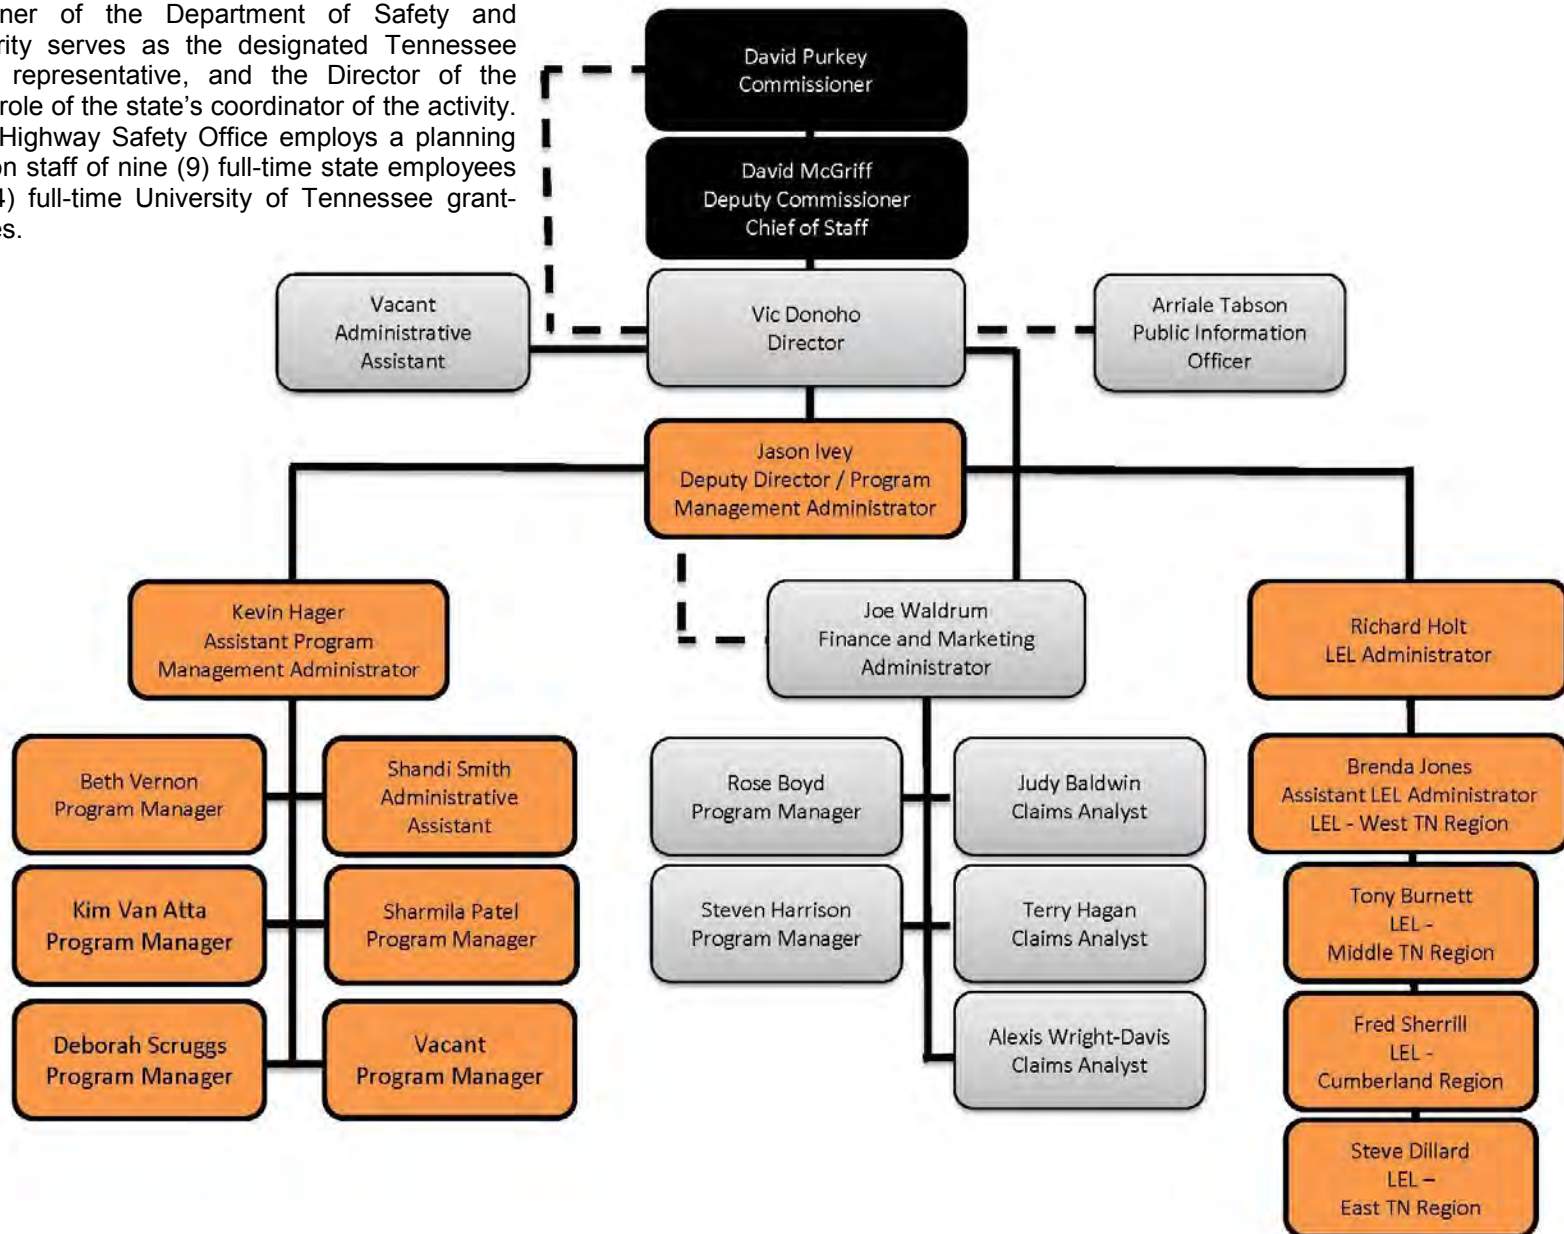 ner of the Department of Safety and
rity serves as the designated Tennessee
representative, and the Director of the
role of the state's coordinator of the activity.
Highway Safety Office employs a planning
on staff of nine (9) full-time state employees
4) full-time University of Tennessee grant-
es.
David Purkey
Commissioner
David McGriff
Deputy Commissioner
Chief of Staff
Vacant
Administrative
Assistant
Vic Donoho
Director
Arriale Tabson
Public Information
Officer
Jason Ivey
Deputy Director / Program
Management Administrator
Kevin Hager
Assistant Program
Management Administrator
Joe Waldrum
Finance and Marketing
Administrator
Richard Holt
LEL Administrator
Beth Vernon
Program Manager
Shandi Smith
Administrative
Assistant
Kim Van Atta
Program Manager
Sharmila Patel
Program Manager
Deborah Scruggs
Program Manager
Vacant
Program Manager
Rose Boyd
Program Manager
Judy Baldwin
Claims Analyst
Steven Harrison
Program Manager
Terry Hagan
Claims Analyst
Alexis Wright-Davis
Claims Analyst
Brenda Jones
Assistant LEL Administrator
LEL - West TN Region
Tony Burnett
LEL -
Middle TN Region
Fred Sherrill
LEL -
Cumberland Region
Steve Dillard
LEL –
East TN Region